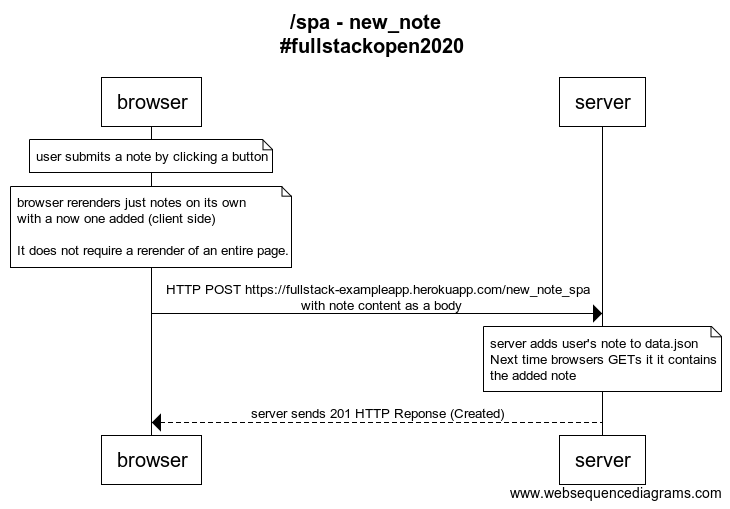 /spa - new_note
#fullstackopen2020
browser
server
user submits a note by clicking a button
browser rerenders just notes on its own
with a now one added (client side)
It does not require a rerender of an entire page.
HTTP POST https://fullstack-exampleapp.herokuapp.com/new_note_spa
with note content as a body
server adds user's note to data.json
Next time browsers GETs it it contains
the added note
server sends 201 HTTP Reponse (Created)
browser
server
www.websequencediagrams.com